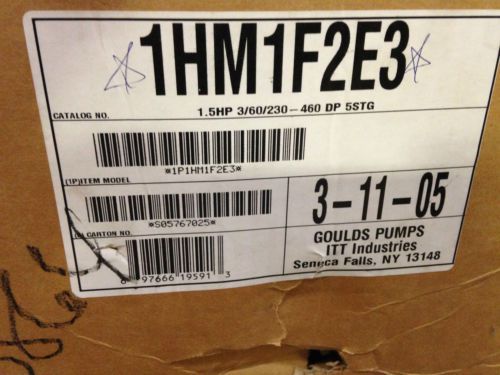 1HM1F2E3
CATALOG NO.
1.5HP 3/60/230-460 DP 5STG
*1P1HM1F2E3*
(1P)ITEM MODEL
*S05767025*
(S) CARTON NO.
3-11-05
GOULDS PUMPS
ITT Industries
Seneca Falls, NY 13148
6 97666 19591 3